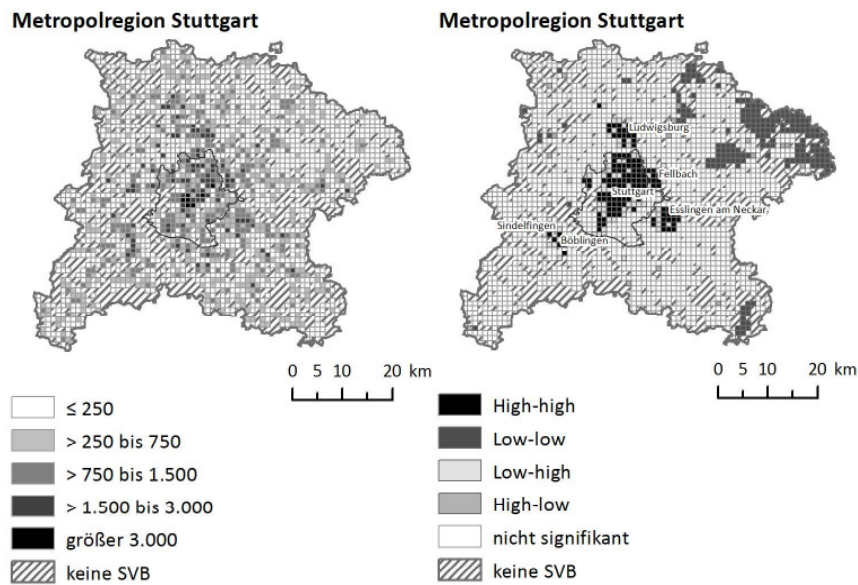 Metropolregion Stuttgart
0 5 10 20 km
≤ 250
> 250 bis 750
> 750 bis 1.500
> 1.500 bis 3.000
größer 3.000
keine SVB
Metropolregion Stuttgart
Ludwigsburg
Fellbach
Stuttgart
Esslingen am Neckar
Sindelfingen
Böblingen
0 5 10 20 km
High-high
Low-low
Low-high
High-low
nicht signifikant
keine SVB